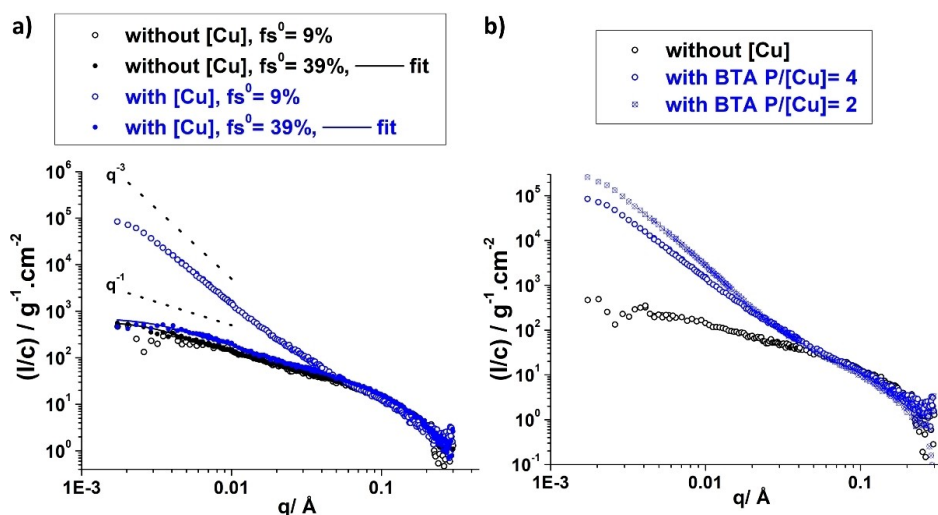 a)
without [Cu], fs⁰= 9%
without [Cu], fs⁰= 39%, —— fit
with [Cu], fs⁰= 9%
with [Cu], fs⁰= 39%, —— fit
(I/c) / g⁻¹.cm⁻²
10⁶
10⁵
10⁴
10³
10²
10¹
10⁰
q⁻³
q⁻¹
1E-3 0.01 0.1
q/ Å
b)
without [Cu]
with BTA P/[Cu]= 4
with BTA P/[Cu]= 2
(I/c) / g⁻¹.cm⁻²
10⁵
10⁴
10³
10²
10¹
10⁰
10⁻¹
1E-3 0.01 0.1
q/ Å